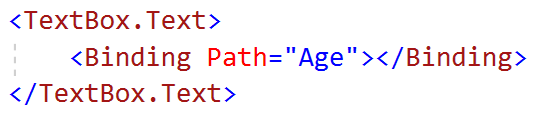 <TextBox.Text>
    <Binding Path="Age"></Binding>
</TextBox.Text>